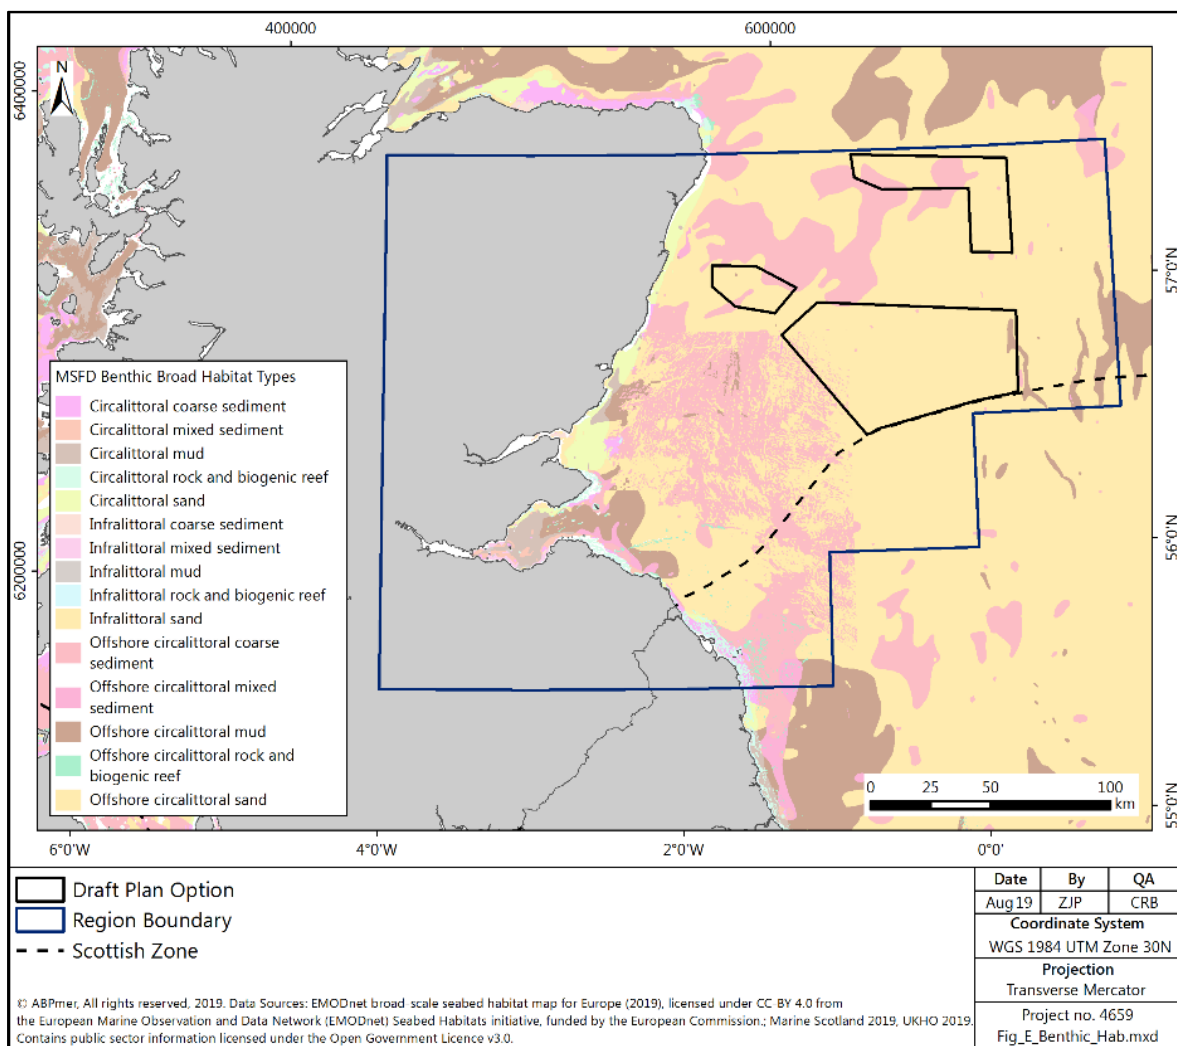 400000
600000
N
6400000
6200000
57°0'N
56°0'N
55°0'N
MSFD Benthic Broad Habitat Types
Circalittoral coarse sediment
Circalittoral mixed sediment
Circalittoral mud
Circalittoral rock and biogenic reef
Circalittoral sand
Infralittoral coarse sediment
Infralittoral mixed sediment
Infralittoral mud
Infralittoral rock and biogenic reef
Infralittoral sand
Offshore circalittoral coarse
sediment
Offshore circalittoral mixed
sediment
Offshore circalittoral mud
Offshore circalittoral rock and
biogenic reef
Offshore circalittoral sand
0 25 50 100
km
6°0'W 4°0'W 2°0'W 0°0'
Draft Plan Option
Region Boundary
Scottish Zone
Date By QA
Aug 19 ZJP CRB
Coordinate System
WGS 1984 UTM Zone 30N
Projection
Transverse Mercator
Project no. 4659
Fig_E_Benthic_Hab.mxd
© ABPmer, All rights reserved, 2019. Data Sources: EMODnet broad-scale seabed habitat map for Europe (2019), licensed under CC BY 4.0 from
the European Marine Observation and Data Network (EMODnet) Seabed Habitats initiative, funded by the European Commission.; Marine Scotland 2019, UKHO 2019.
Contains public sector information licensed under the Open Government Licence v3.0.